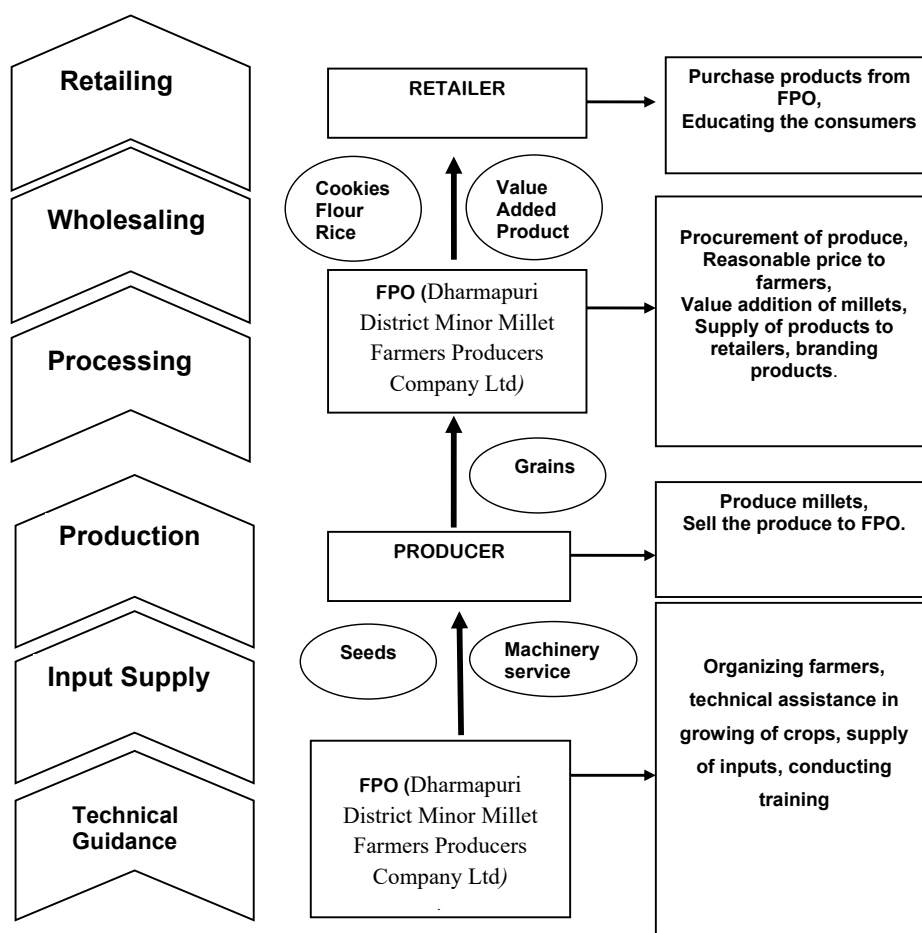 Retailing
RETAILER
Purchase products from
FPO,
Educating the consumers
Cookies
Flour
Rice
Value
Added
Product
Wholesaling
FPO (Dharmapuri
District Minor Millet
Farmers Producers
Company Ltd)
Procurement of produce,
Reasonable price to
farmers,
Value addition of millets,
Supply of products to
retailers, branding
products.
Processing
Grains
Production
PRODUCER
Produce millets,
Sell the produce to FPO.
Seeds
Machinery
service
Input Supply
Organizing farmers,
technical assistance in
growing of crops, supply
of inputs, conducting
training
Technical
Guidance
FPO (Dharmapuri
District Minor Millet
Farmers Producers
Company Ltd)
.